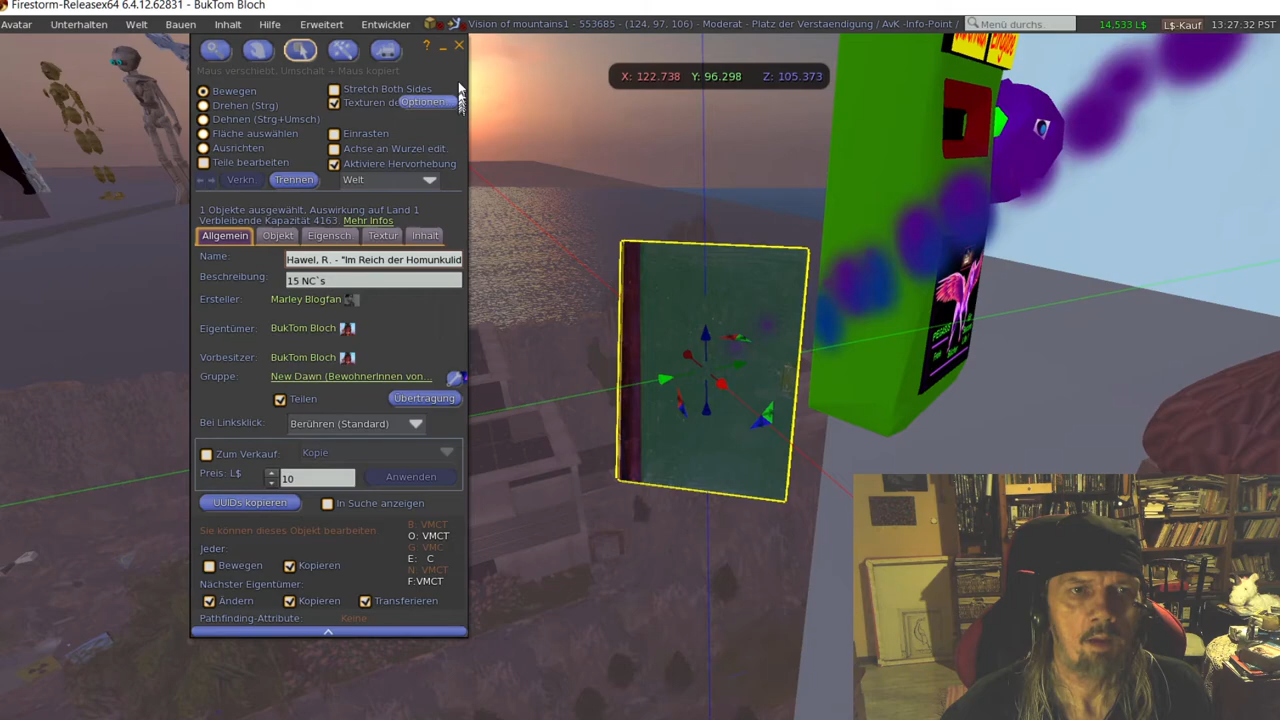 Firestorm-Releasex64 6.4.12.62831 - BukTom Bloch
Avatar Unterhalten Welt Bauen Inhalt Hilfe Erweitert Entwickler Vision of mountains1 - 553685 - (124, 97, 106) - Moderat - Platz der Verstaendigung / AvK -Info-Point / Menü durchs. 14,533 L$ L$-Kauf 13:27:32 PST
?
Maus verschiebt, Umschalt + Maus kopiert
Bewegen
Drehen (Strg)
Dehnen (Strg+Umsch)
Fläche auswählen
Ausrichten
Teile bearbeiten
Stretch Both Sides
Texturen de Optionen...
Einrasten
Achse an Wurzel edit.
Aktiviere Hervorhebung
Verkn. Trennen Welt
1 Objekte ausgewählt, Auswirkung auf Land 1
Verbleibende Kapazität 4163. Mehr Infos
Allgemein Objekt Eigensch Textur Inhalt
Name: Hawel, R. - "Im Reich der Homunkulid
Beschreibung: 15 NC`s
Ersteller: Marley Blogfan
Eigentümer: BukTom Bloch
Vorbesitzer: BukTom Bloch
Gruppe: New Dawn (BewohnerInnen von...
Teilen Übertragung
Bei Linksklick: Berühren (Standard)
Zum Verkauf: Kopie
Preis: L$ 10 Anwenden
UUIDs kopieren In Suche anzeigen
Sie können dieses Objekt bearbeiten
Jeder:
Bewegen Kopieren
Nächster Eigentümer:
Ändern Kopieren Transferieren
Pathfinding-Attribute: Keine
B: VMCT
O: VMCT
G: VMC
E: C
N: VMCT
F:VMCT
X: 122.738 Y: 96.298 Z: 105.373
PEGASUS